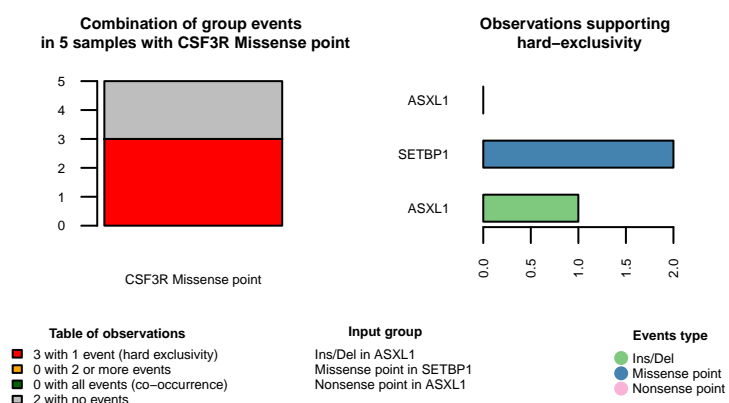 Combination of group events
in 5 samples with CSF3R Missense point
5
4
3
2
1
0
CSF3R Missense point
Observations supporting
hard−exclusivity
ASXL1
SETBP1
ASXL1
0.0
0.5
1.0
1.5
2.0
Table of observations
3 with 1 event (hard exclusivity)
0 with 2 or more events
0 with all events (co−occurrence)
2 with no events
Input group
Ins/Del in ASXL1
Missense point in SETBP1
Nonsense point in ASXL1
Events type
Ins/Del
Missense point
Nonsense point